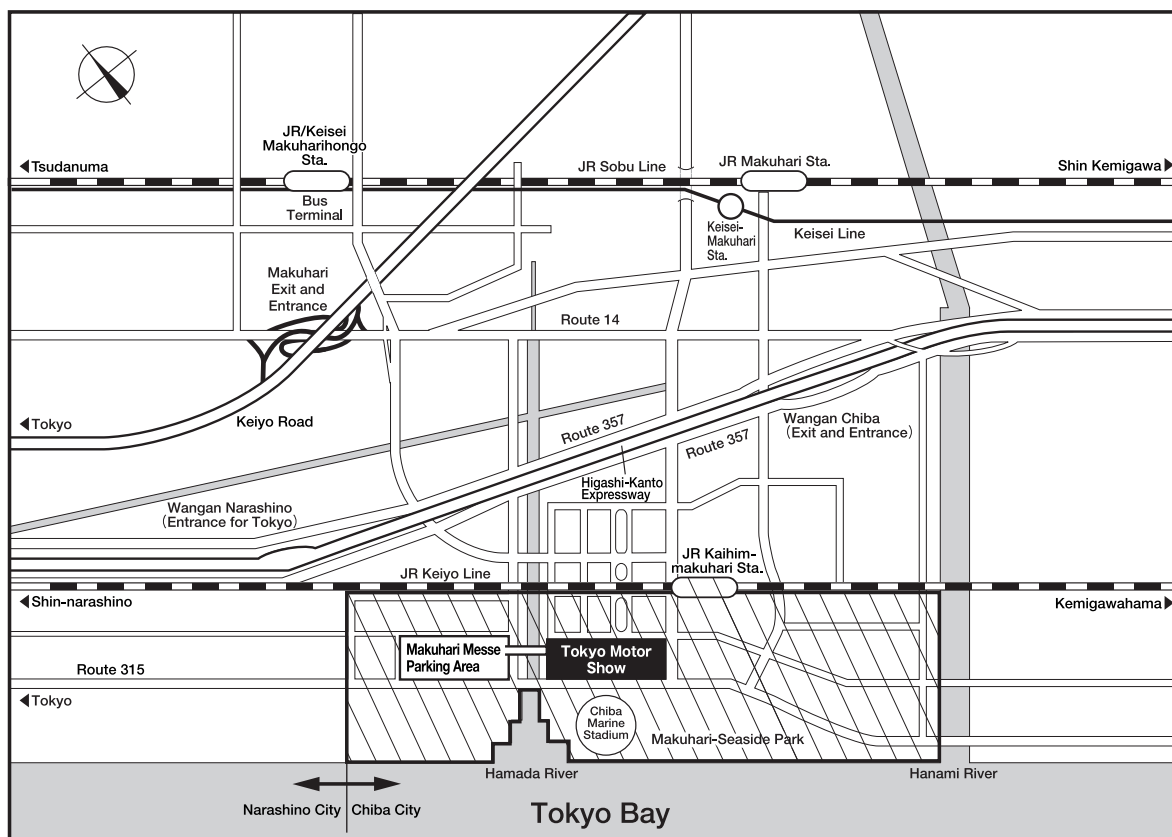 JR/Keisei
Makuharihongo
Sta.
Tsudanuma
JR Sobu Line
JR Makuhari Sta.
Shin Kemigawa
Bus
Terminal
Keisei-
Makuhari
Sta.
Keisei Line
Makuhari
Exit and
Entrance
Route 14
Tokyo
Keiyo Road
Route 357
Route 357
Wangan Chiba
(Exit and Entrance)
Higashi-Kanto
Expressway
Wangan Narashino
(Entrance for Tokyo)
JR Keiyo Line
JR Kaihim-
makuhari Sta.
Shin-narashino
Kemigawahama
Makuhari Messe
Parking Area
Tokyo Motor
Show
Route 315
Tokyo
Chiba
Marine
Stadium
Makuhari-Seaside Park
Hamada River
Hanami River
Narashino City
Chiba City
Tokyo Bay